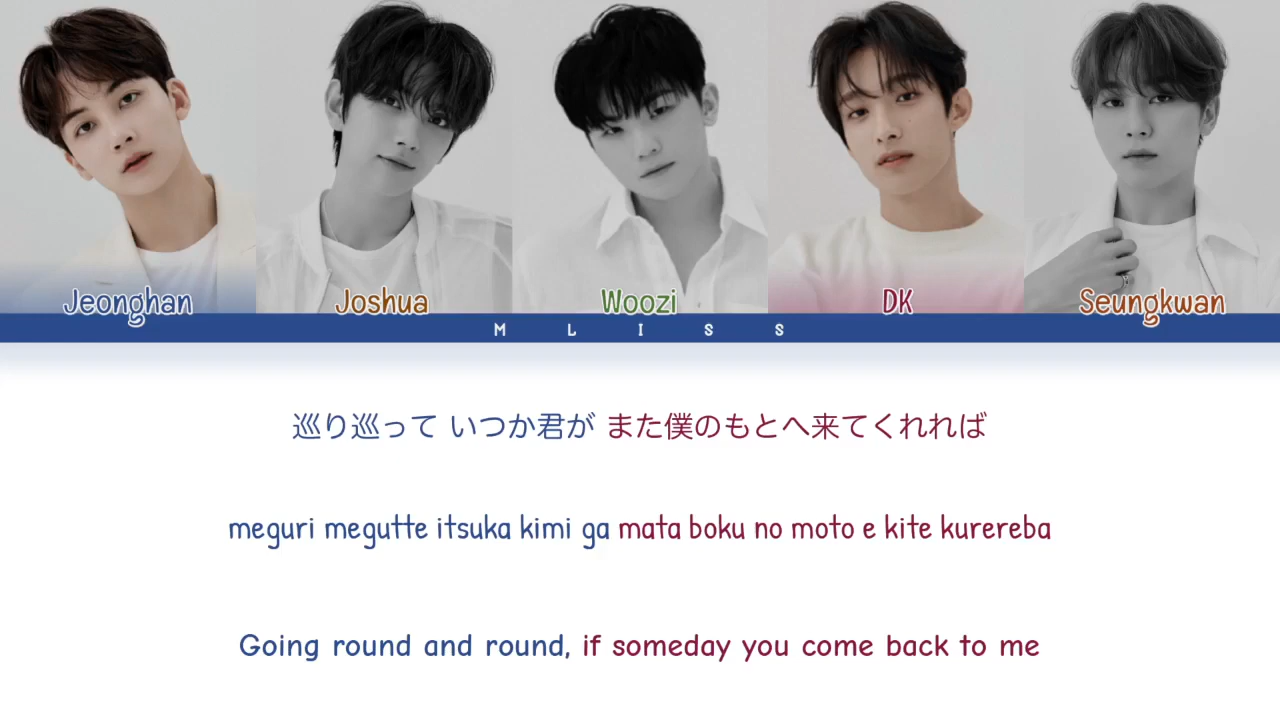 Jeonghan Joshua Woozi DK Seungkwan
M L I S S
巡り巡って いつか君が また僕のもとへ来てくれれば
meguri megutte itsuka kimi ga mata boku no moto e kite kurereba
Going round and round, if someday you come back to me